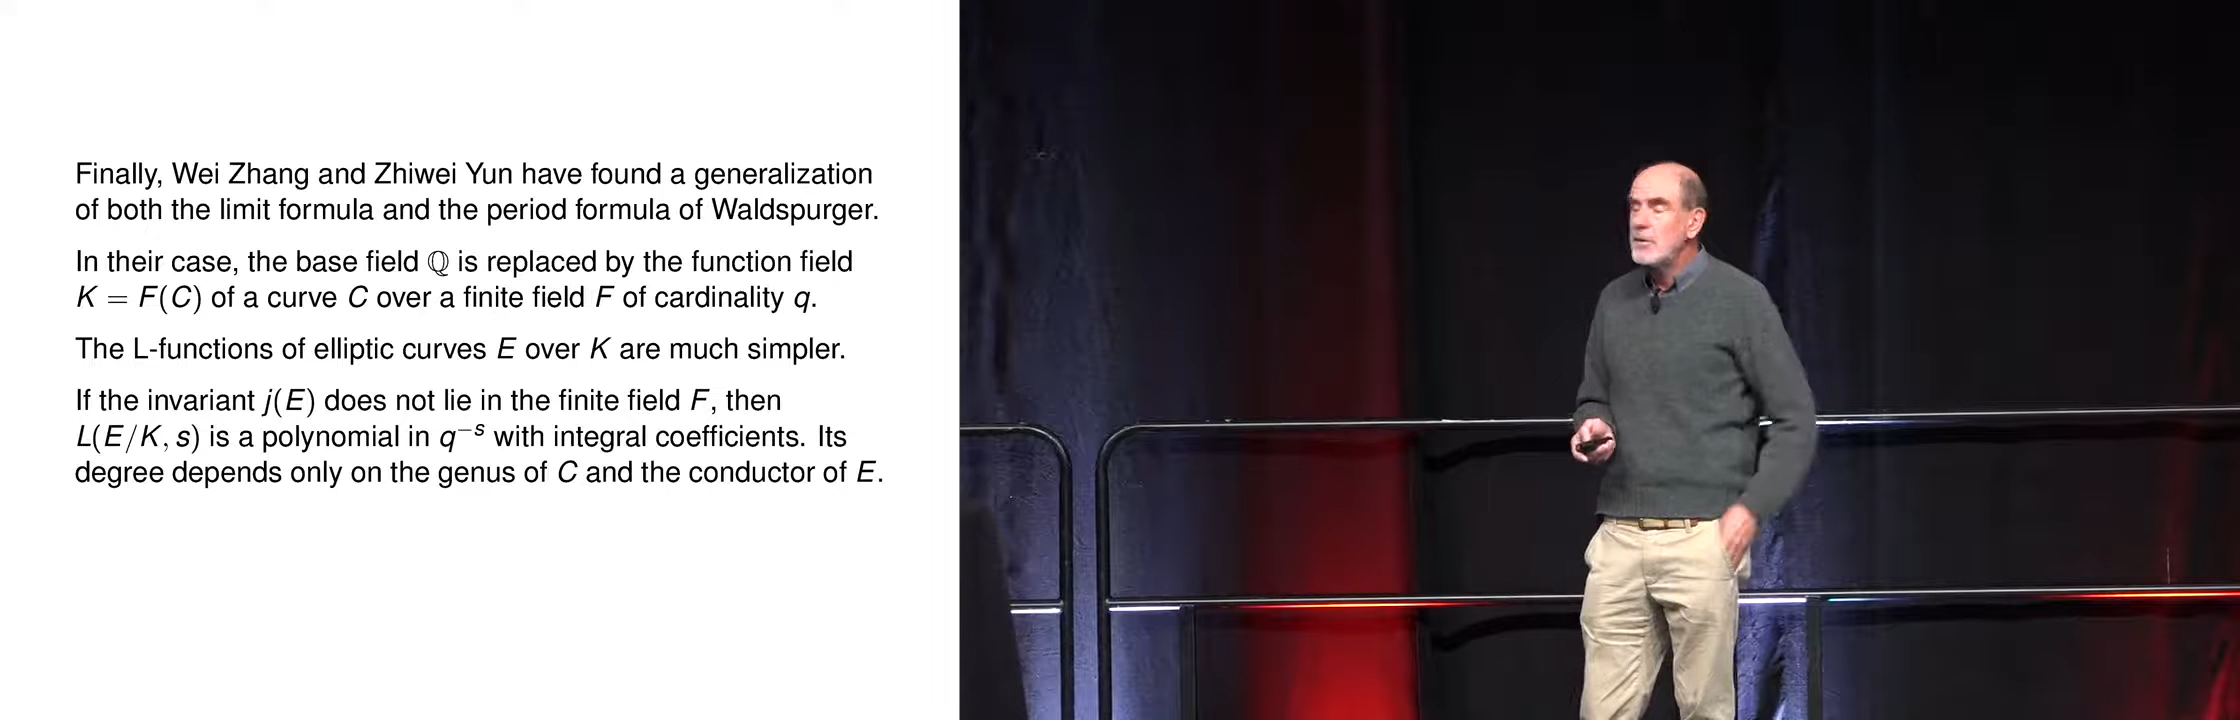 Finally, Wei Zhang and Zhiwei Yun have found a generalization
of both the limit formula and the period formula of Waldspurger.
In their case, the base field ℚ is replaced by the function field
K = F(C) of a curve C over a finite field F of cardinality q.
The L-functions of elliptic curves E over K are much simpler.
If the invariant j(E) does not lie in the finite field F, then
L(E/K, s) is a polynomial in q⁻ˢ with integral coefficients. Its
degree depends only on the genus of C and the conductor of E.